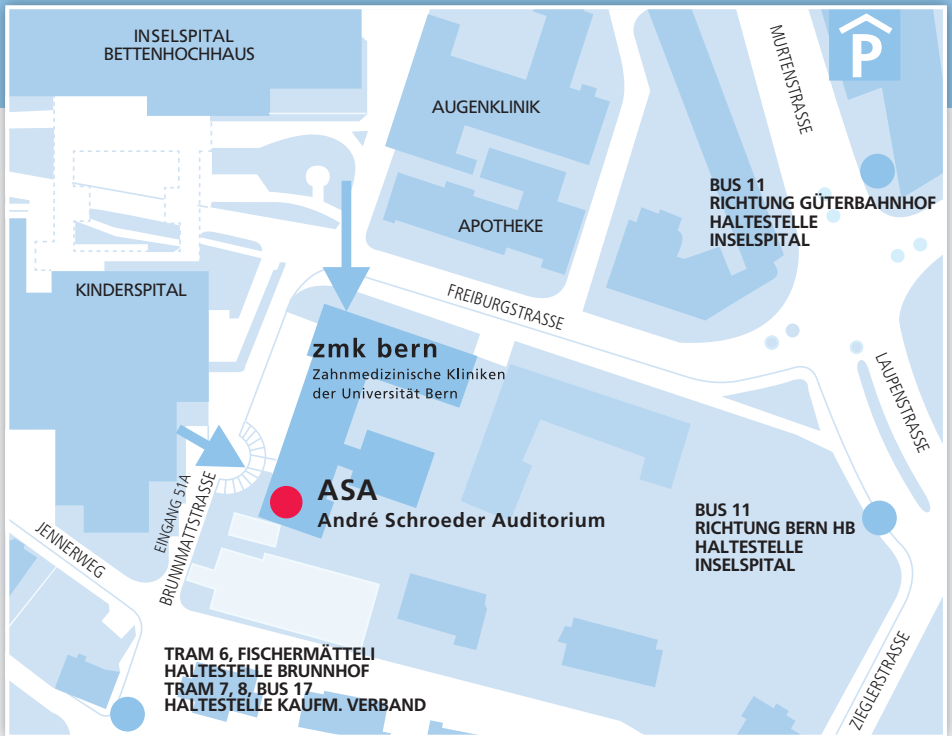 INSELSPITAL
BETTENHOCHHAUS
MURTENSTRASSE
P
AUGENKLINIK
BUS 11
RICHTUNG GÜTERBAHNHOF
HALTESTELLE
INSELSPITAL
APOTHEKE
KINDERSPITAL
FREIBURGSTRASSE
zmk bern
Zahnmedizinische Kliniken
der Universität Bern
LAUPENSTRASSE
EINGANG 51A
BRUNNMATTSTRASSE
ASA
André Schroeder Auditorium
BUS 11
RICHTUNG BERN HB
HALTESTELLE
INSELSPITAL
JENNERWEG
TRAM 6, FISCHERMÄTTELI
HALTESTELLE BRUNNHOF
TRAM 7, 8, BUS 17
HALTESTELLE KAUFM. VERBAND
ZIEGLERSTRASSE